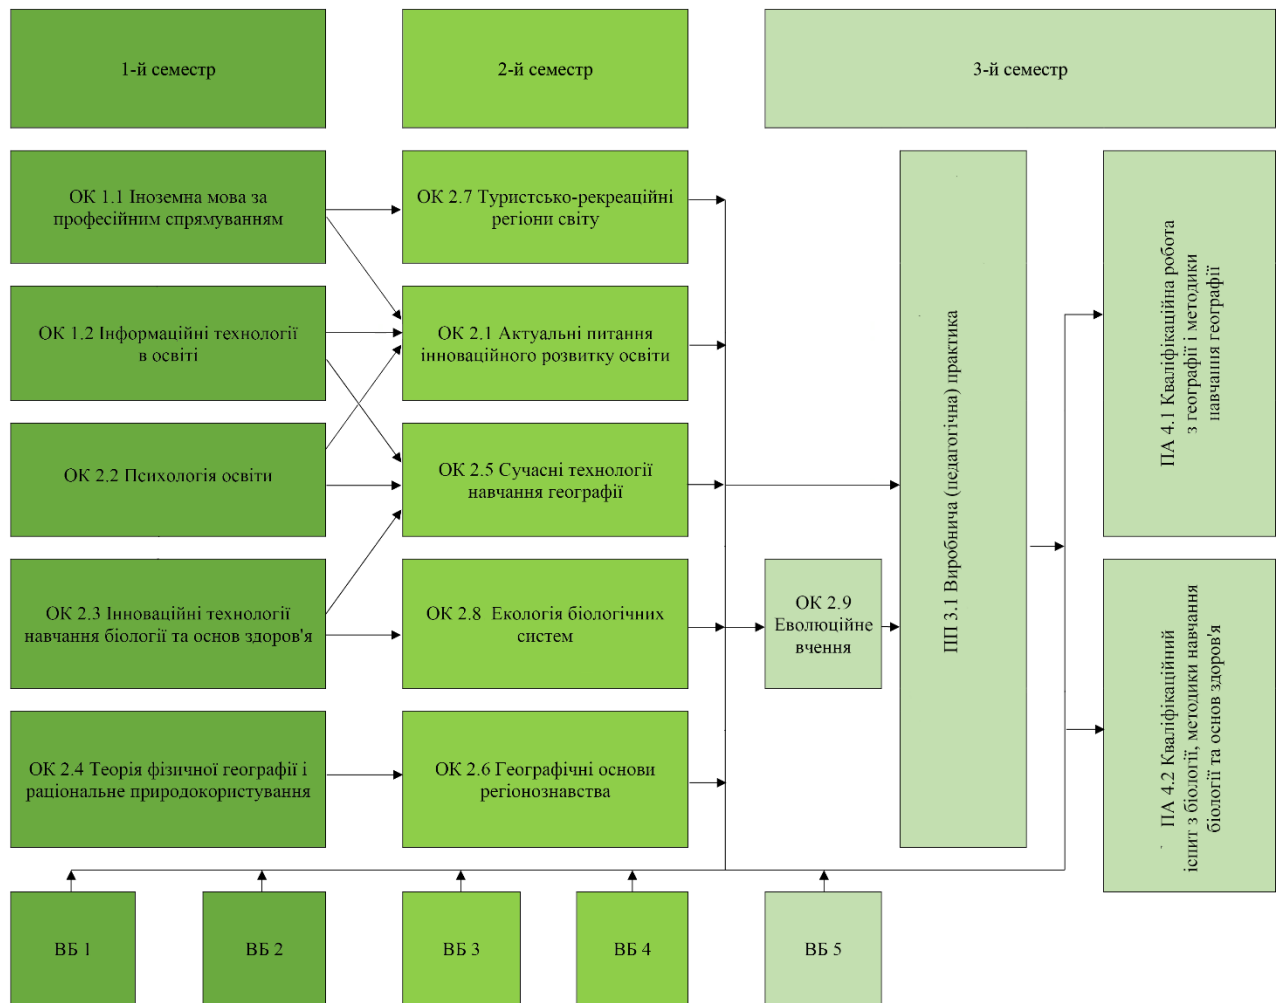 1-й семестр
2-й семестр
3-й семестр
ОК 1.1 Іноземна мова за
професійним спрямуванням
ОК 2.7 Туристсько-рекреаційні
регіони світу
ОК 1.2 Інформаційні технології
в освіті
ОК 2.1 Актуальні питання
інноваційного розвитку освіти
ОК 2.2 Психологія освіти
ОК 2.5 Сучасні технології
навчання географії
ОК 2.3 Інноваційні технології
навчання біології та основ здоров'я
ОК 2.8 Екологія біологічних
систем
ОК 2.9
Еволюційне
вчення
ОК 2.4 Теорія фізичної географії і
раціональне природокористування
ОК 2.6 Географічні основи
регіонознавства
ПП 3.1 Виробнича (педагогічна) практика
ПА 4.1 Кваліфікаційна робота
з географії і методики
навчання географії
ПА 4.2 Кваліфікаційний
іспит з біології, методики навчання
біології та основ здоров'я
ВБ 1
ВБ 2
ВБ 3
ВБ 4
ВБ 5